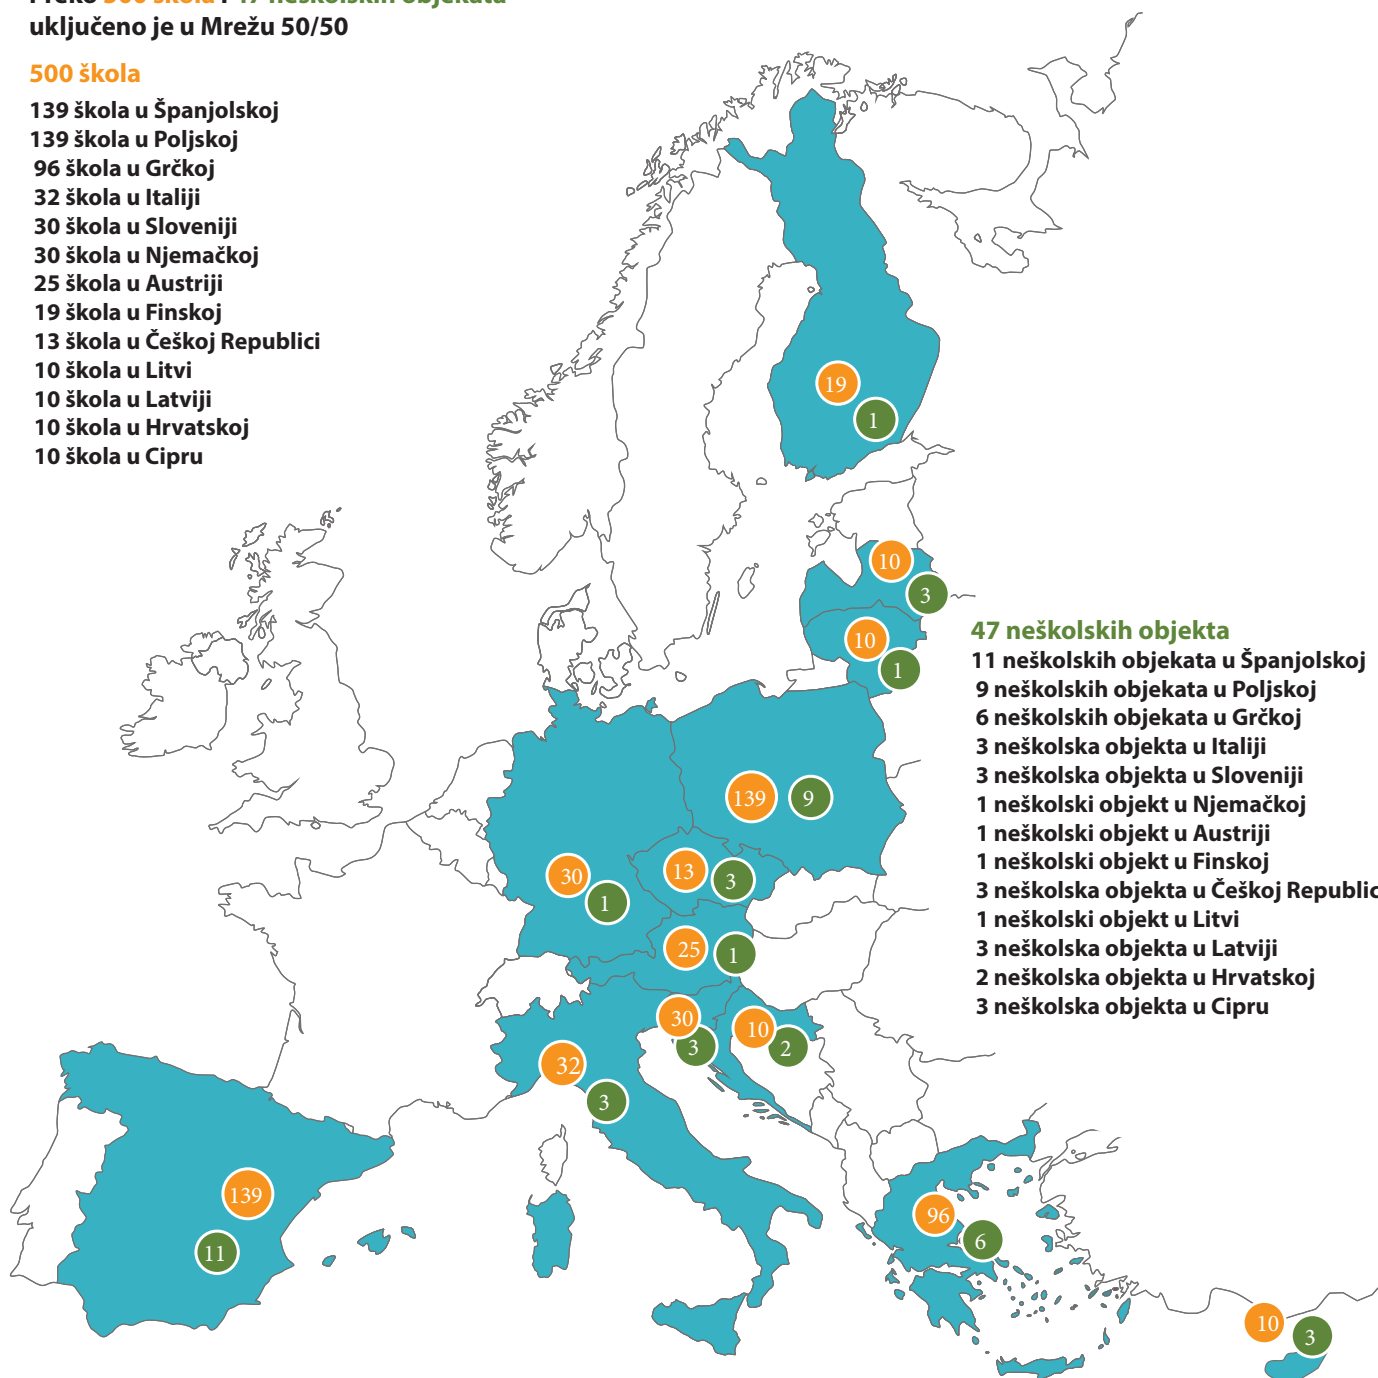 Preko 500 škola i 47 neškolskih objekata
uključeno je u Mrežu 50/50
500 škola
139 škola u Španjolskoj
139 škola u Poljskoj
96 škola u Grčkoj
32 škola u Italiji
30 škola u Sloveniji
30 škola u Njemačkoj
25 škola u Austriji
19 škola u Finskoj
13 škola u Češkoj Republici
10 škola u Litvi
10 škola u Latviji
10 škola u Hrvatskoj
10 škola u Cipru
19
1
10
3
10
1
47 neškolskih objekta
11 neškolskih objekata u Španjolskoj
9 neškolskih objekata u Poljskoj
6 neškolskih objekata u Grčkoj
3 neškolska objekta u Italiji
3 neškolska objekta u Sloveniji
1 neškolski objekt u Njemačkoj
1 neškolski objekt u Austriji
1 neškolski objekt u Finskoj
3 neškolska objekta u Češkoj Republic
1 neškolski objekt u Litvi
3 neškolska objekta u Latviji
2 neškolska objekta u Hrvatskoj
3 neškolska objekta u Cipru
139
9
30
1
13
3
25
1
30
3
10
2
32
3
139
11
96
6
10
3